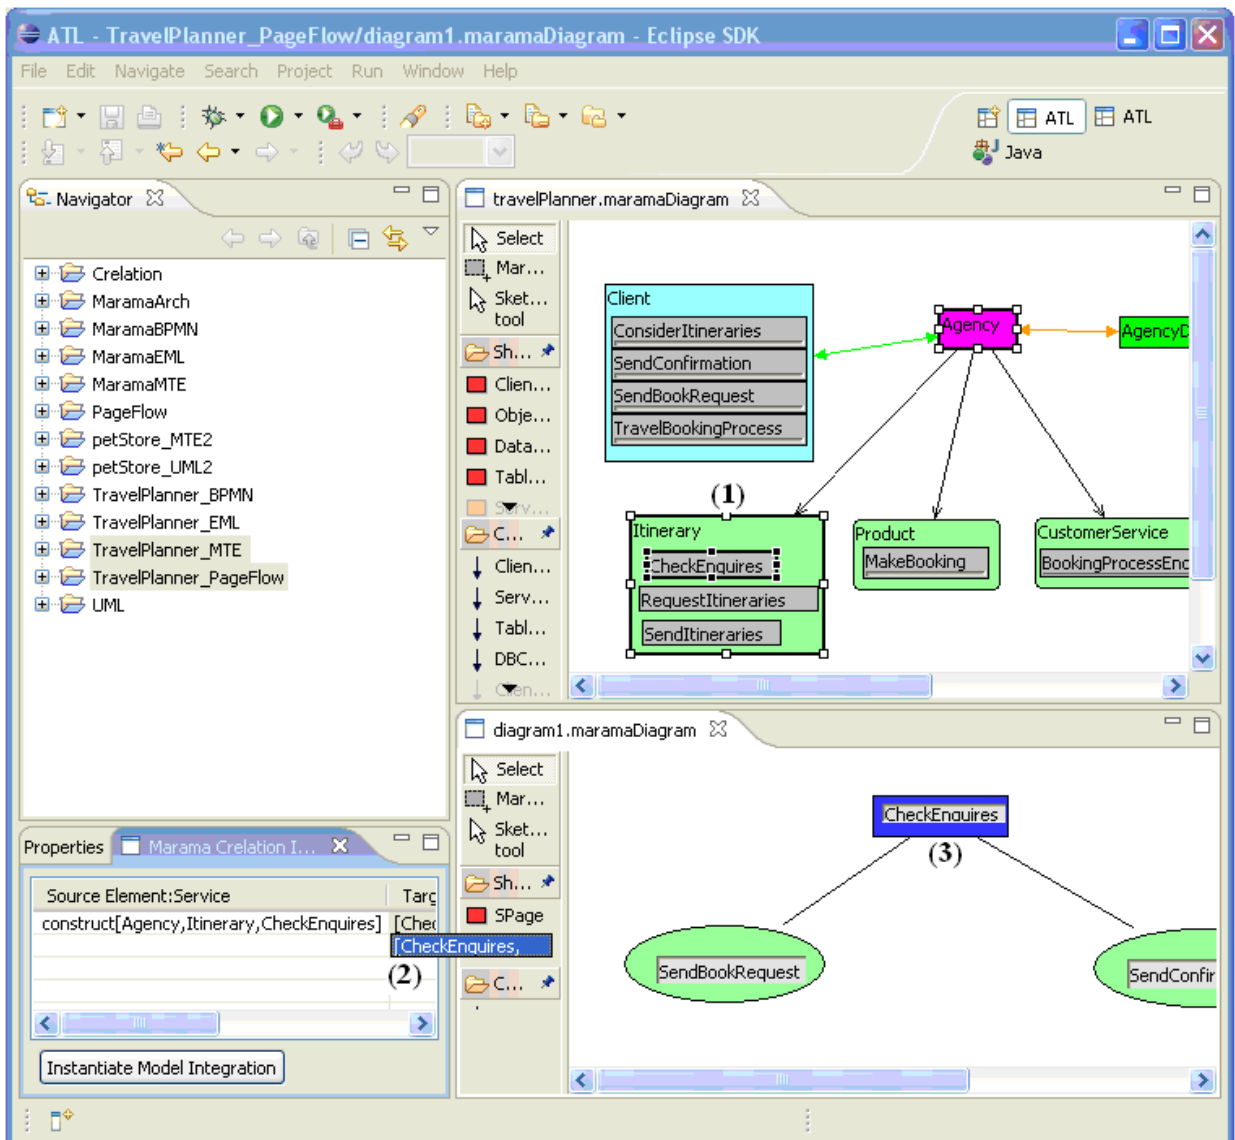 ATL - TravelPlanner_PageFlow/diagram1.maramaDiagram - Eclipse SDK
File Edit Navigate Search Project Run Window Help
ATL ATL
Java
Navigator
Crelation
MaramaArch
MaramaBPMN
MaramaEML
MaramaMTE
PageFlow
petStore_MTE2
petStore_UML2
TravelPlanner_BPMN
TravelPlanner_EML
TravelPlanner_MTE
TravelPlanner_PageFlow
UML
travelPlanner.maramaDiagram
Select
Mar...
Sket...
tool
Sh...
Clien...
Obje...
Data...
Tabl...
Serv...
C...
Clien...
Serv...
Tabl...
DBC...
Clien...
Client
ConsiderItineraries
SendConfirmation
SendBookRequest
TravelBookingProcess
Agency
AgencyD
(1)
Itinerary
CheckEnquires
RequestItineraries
SendItineraries
Product
MakeBooking
CustomerService
BookingProcessEnc
Properties Marama Crelation I...
Source Element:Service Targ
construct[Agency,Itinerary,CheckEnquires] [Chec
[CheckEnquires,
(2)
Instantiate Model Integration
diagram1.maramaDiagram
Select
Mar...
Sket...
tool
Sh...
SPage
C...
CheckEnquires
(3)
SendBookRequest
SendConfir